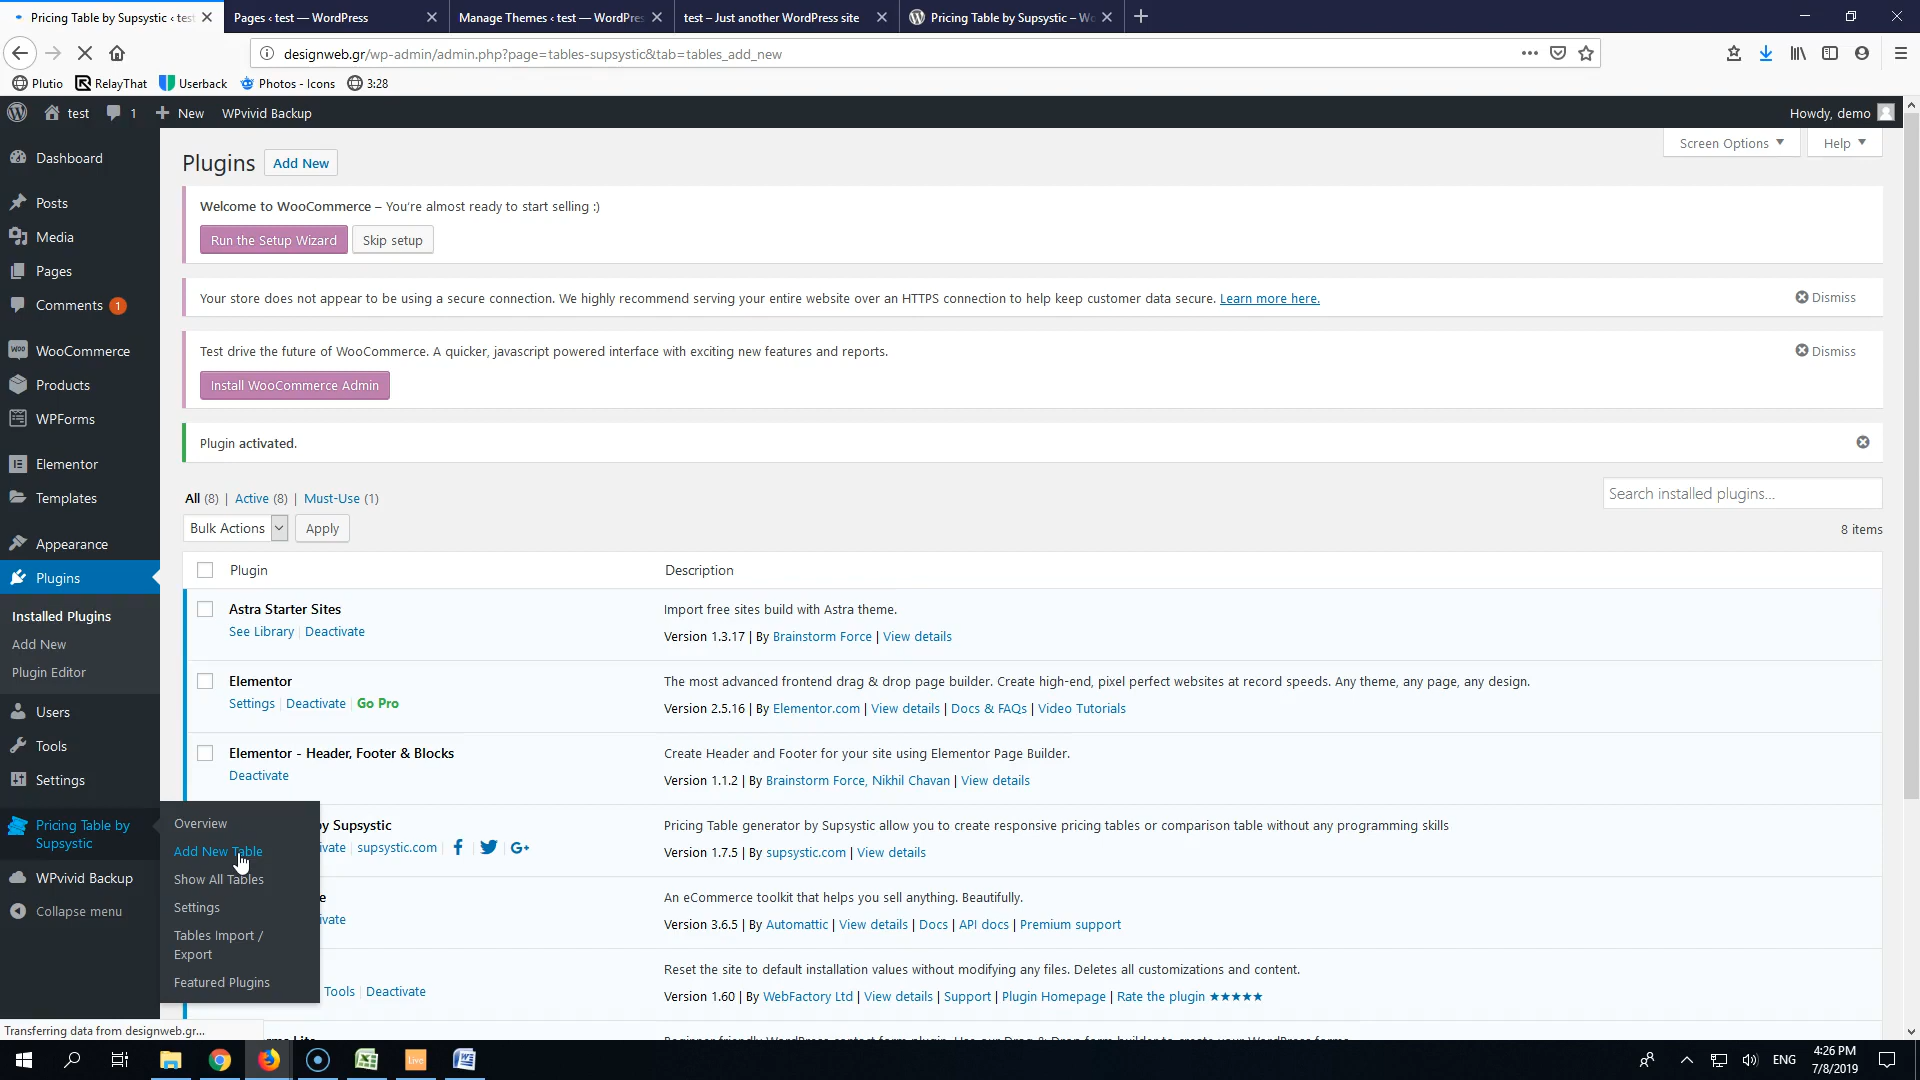 Pricing Table by Supsystic ‹ test
Pages ‹ test — WordPress
Manage Themes ‹ test — WordPre
test – Just another WordPress site
Pricing Table by Supsystic – Wo
designweb.gr/wp-admin/admin.php?page=tables-supsystic&tab=tables_add_new
Plutio
RelayThat
Userback
Photos - Icons
3:28
test
1
New
WPvivid Backup
Howdy, demo
Dashboard
Posts
Media
Pages
Comments 1
WooCommerce
Products
WPForms
Elementor
Templates
Appearance
Plugins
Installed Plugins
Add New
Plugin Editor
Users
Tools
Settings
Pricing Table by
Supsystic
WPvivid Backup
Collapse menu
Overview
Add New Table
Show All Tables
Settings
Tables Import /
Export
Featured Plugins
Screen Options
Help
Plugins
Add New
Welcome to WooCommerce – You're almost ready to start selling :)
Run the Setup Wizard
Skip setup
Your store does not appear to be using a secure connection. We highly recommend serving your entire website over an HTTPS connection to help keep customer data secure. Learn more here.
Dismiss
Test drive the future of WooCommerce. A quicker, javascript powered interface with exciting new features and reports.
Dismiss
Install WooCommerce Admin
Plugin activated.
All (8) | Active (8) | Must-Use (1)
Search installed plugins...
Bulk Actions
Apply
8 items
Plugin
Description
Astra Starter Sites
Import free sites build with Astra theme.
See Library | Deactivate
Version 1.3.17 | By Brainstorm Force | View details
Elementor
The most advanced frontend drag & drop page builder. Create high-end, pixel perfect websites at record speeds. Any theme, any page, any design.
Settings | Deactivate | Go Pro
Version 2.5.16 | By Elementor.com | View details | Docs & FAQs | Video Tutorials
Elementor - Header, Footer & Blocks
Create Header and Footer for your site using Elementor Page Builder.
Deactivate
Version 1.1.2 | By Brainstorm Force, Nikhil Chavan | View details
by Supsystic
Pricing Table generator by Supsystic allow you to create responsive pricing tables or comparison table without any programming skills
ivate | supsystic.com
Version 1.7.5 | By supsystic.com | View details
e
An eCommerce toolkit that helps you sell anything. Beautifully.
ivate
Version 3.6.5 | By Automattic | View details | Docs | API docs | Premium support
Reset the site to default installation values without modifying any files. Deletes all customizations and content.
Tools | Deactivate
Version 1.60 | By WebFactory Ltd | View details | Support | Plugin Homepage | Rate the plugin ★★★★★
Transferring data from designweb.gr...
Live
ENG
4:26 PM
7/8/2019